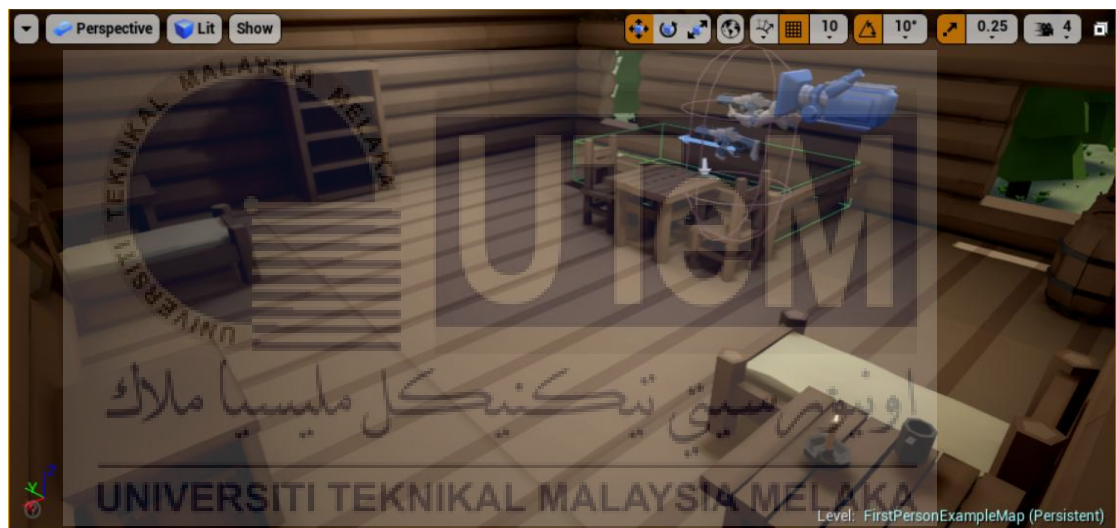 Perspective Lit Show 10 10° 0.25 4
UNIVERSITI TEKNIKAL MALAYSIA MELAKA
UTeM
اونيۏرسيتي تيكنيكل مليسيا ملاك
UNIVERSITI TEKNIKAL MALAYSIA MELAKA
Level: FirstPersonExampleMap (Persistent)